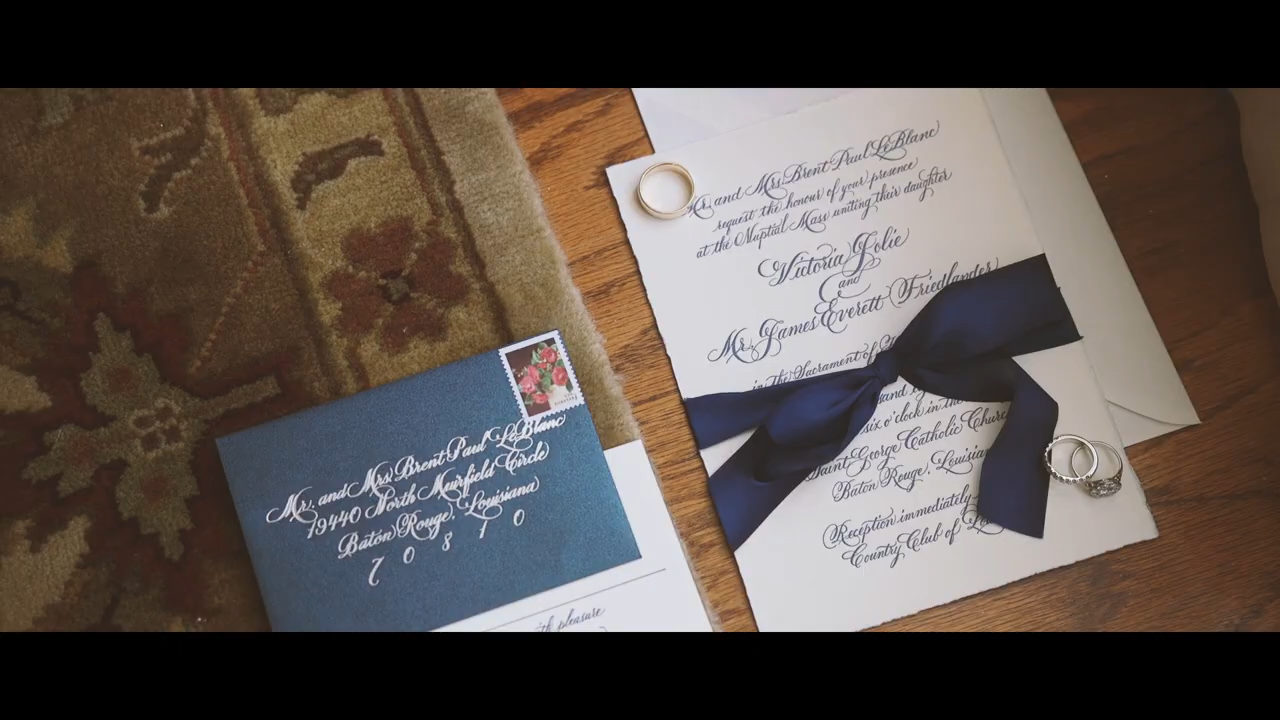 Mr. and Mrs. Brent Paul LeBlanc
request the honour of your presence
at the Nuptial Mass uniting their daughter
Victoria Jolie
and
Mr. James Everett Friedlander
in the Sacrament of
six o'clock in the
Saint George Catholic Church
Baton Rouge, Louisiana
Reception immediately
Country Club of
Mr. and Mrs. Brent Paul LeBlanc
19440 North Muirfield Circle
Baton Rouge, Louisiana
7 0 8 1 0
pleasure